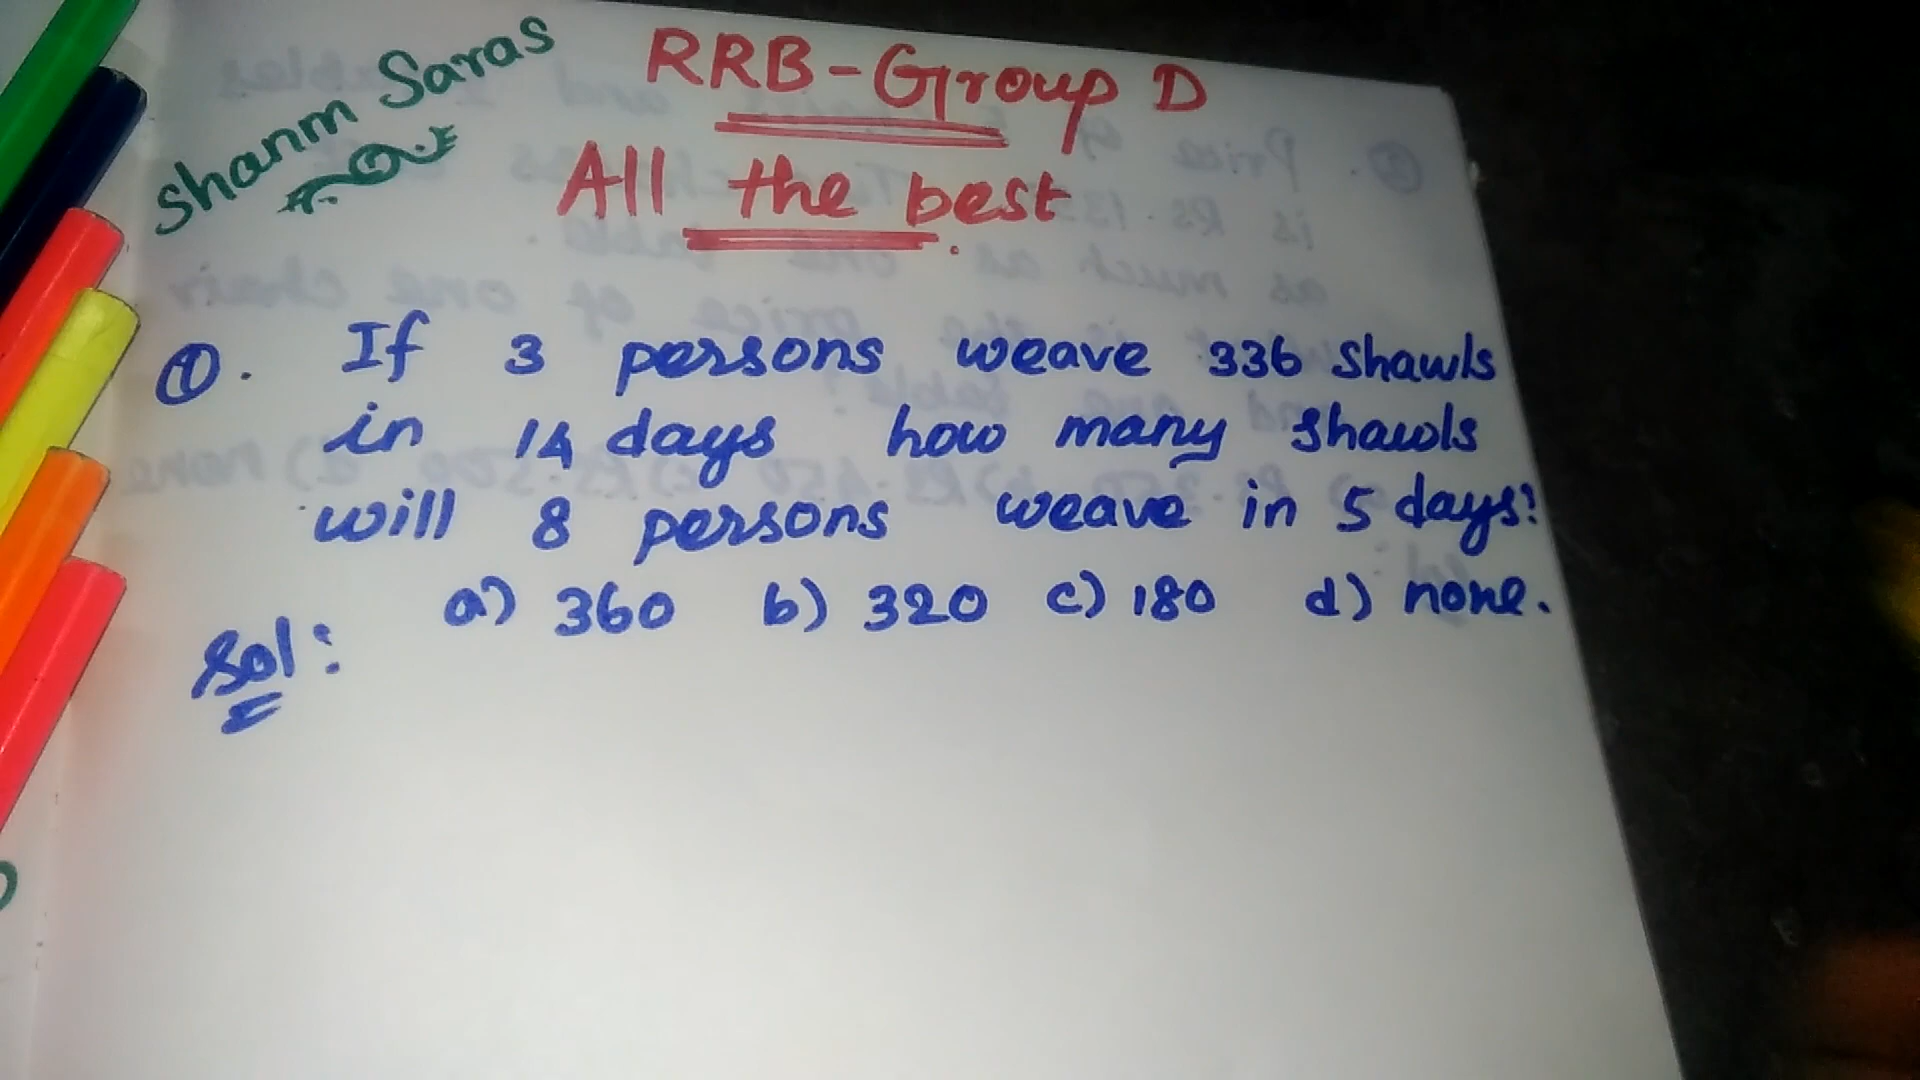 Shanm Saras
RRB-Group D
All the best
①. If 3 persons weave 336 shawls
in 14 days how many shawls
will 8 persons weave in 5 days?
a) 360 b) 320 c) 180 d) none.
Sol: